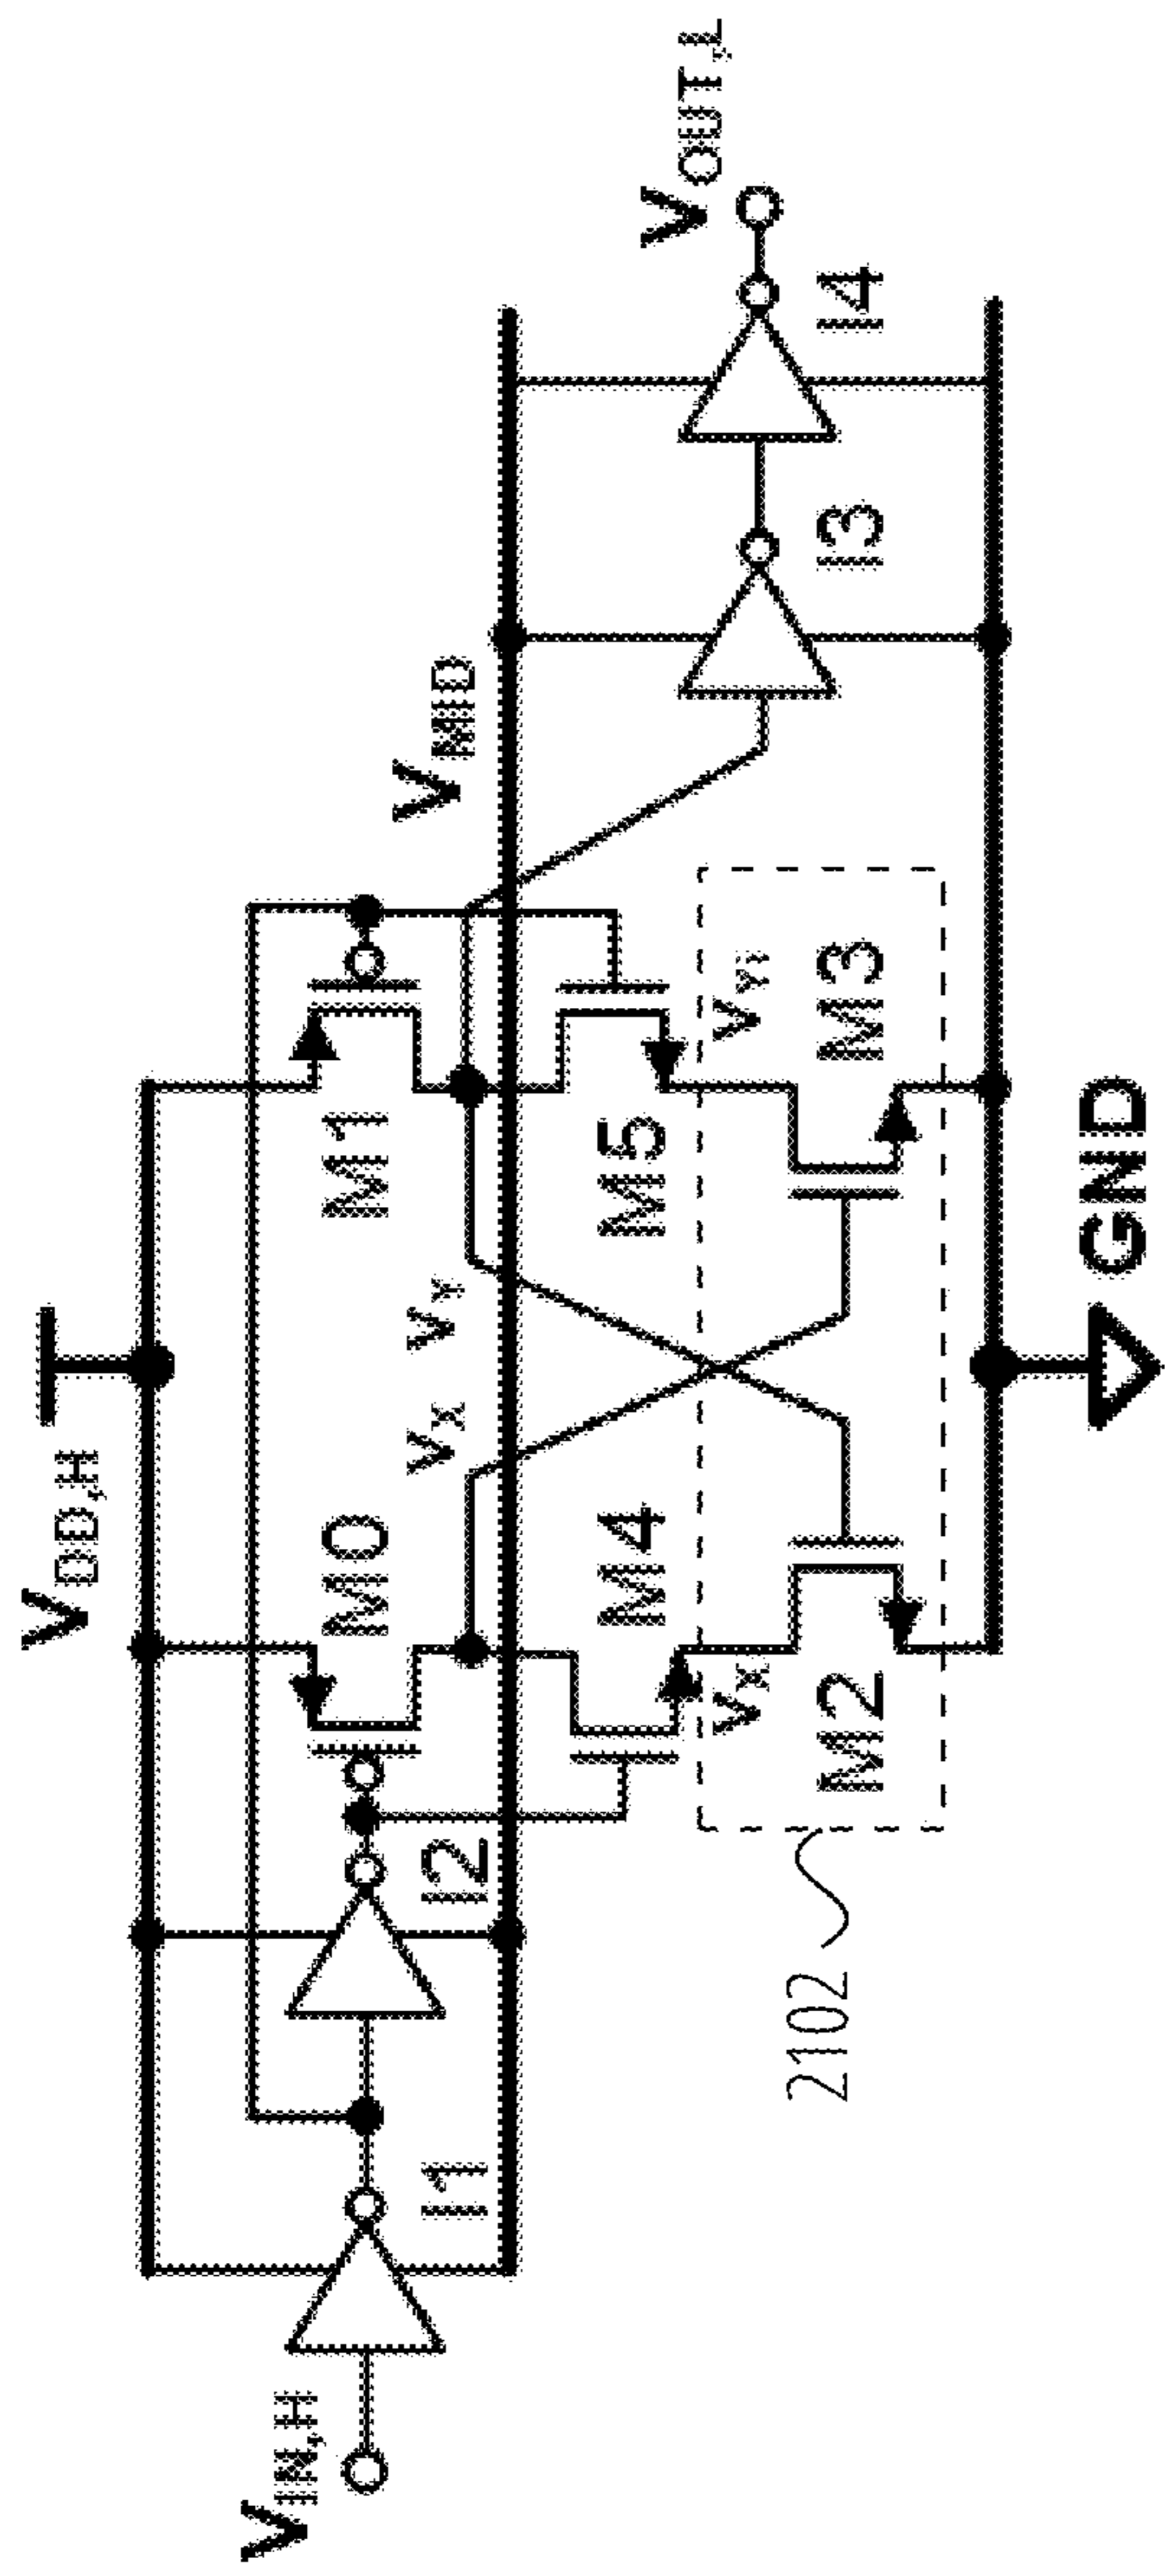 V_DD,H
V_IN,H
I1
I2
M0
M1
V_X
V_Y
V_MID
M4
M5
V_X
V_Yi
M2
M3
2102
I3
I4
V_OUT,L
GND